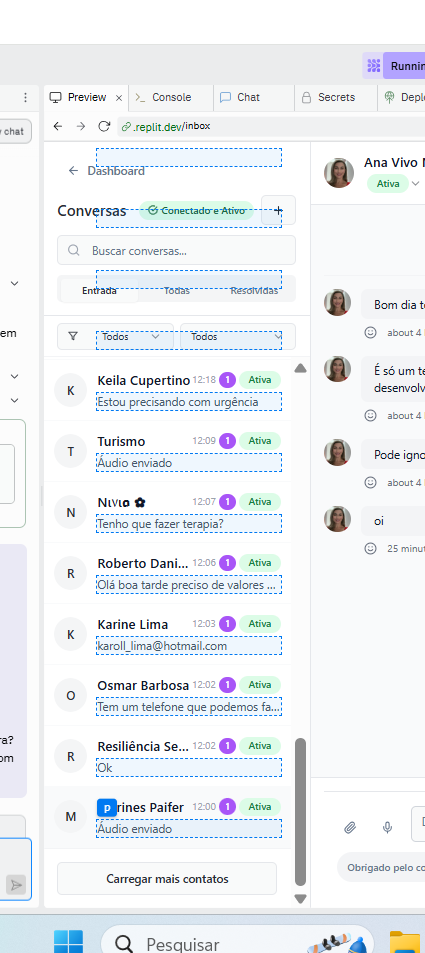 Runnin
Preview
Console
Chat
Secrets
Deplo
chat
.replit.dev/inbox
Dashboard
Conversas
Conectado e Ativo
Buscar conversas...
Entrada
Todas
Resolvidas
Todos
Todos
K
Keila Cupertino
12:18
1
Ativa
Estou precisando com urgência
T
Turismo
12:09
1
Ativa
Áudio enviado
N
12:07
1
Ativa
Tenho que fazer terapia?
R
Roberto Dani...
12:06
1
Ativa
Olá boa tarde preciso de valores ...
K
Karine Lima
12:03
1
Ativa
karoll_lima@hotmail.com
O
Osmar Barbosa
12:02
1
Ativa
Tem um telefone que podemos fa...
R
Resiliência Se...
12:02
1
Ativa
Ok
M
p
rines Paifer
12:00
1
Ativa
Áudio enviado
Carregar mais contatos
Ana Vivo
Ativa
Bom dia t
about 4
É só um te
desenvolv
about 4
Pode igno
about 4
oi
25 minut
Obrigado pelo co
em
ra?
om
Pesquisar